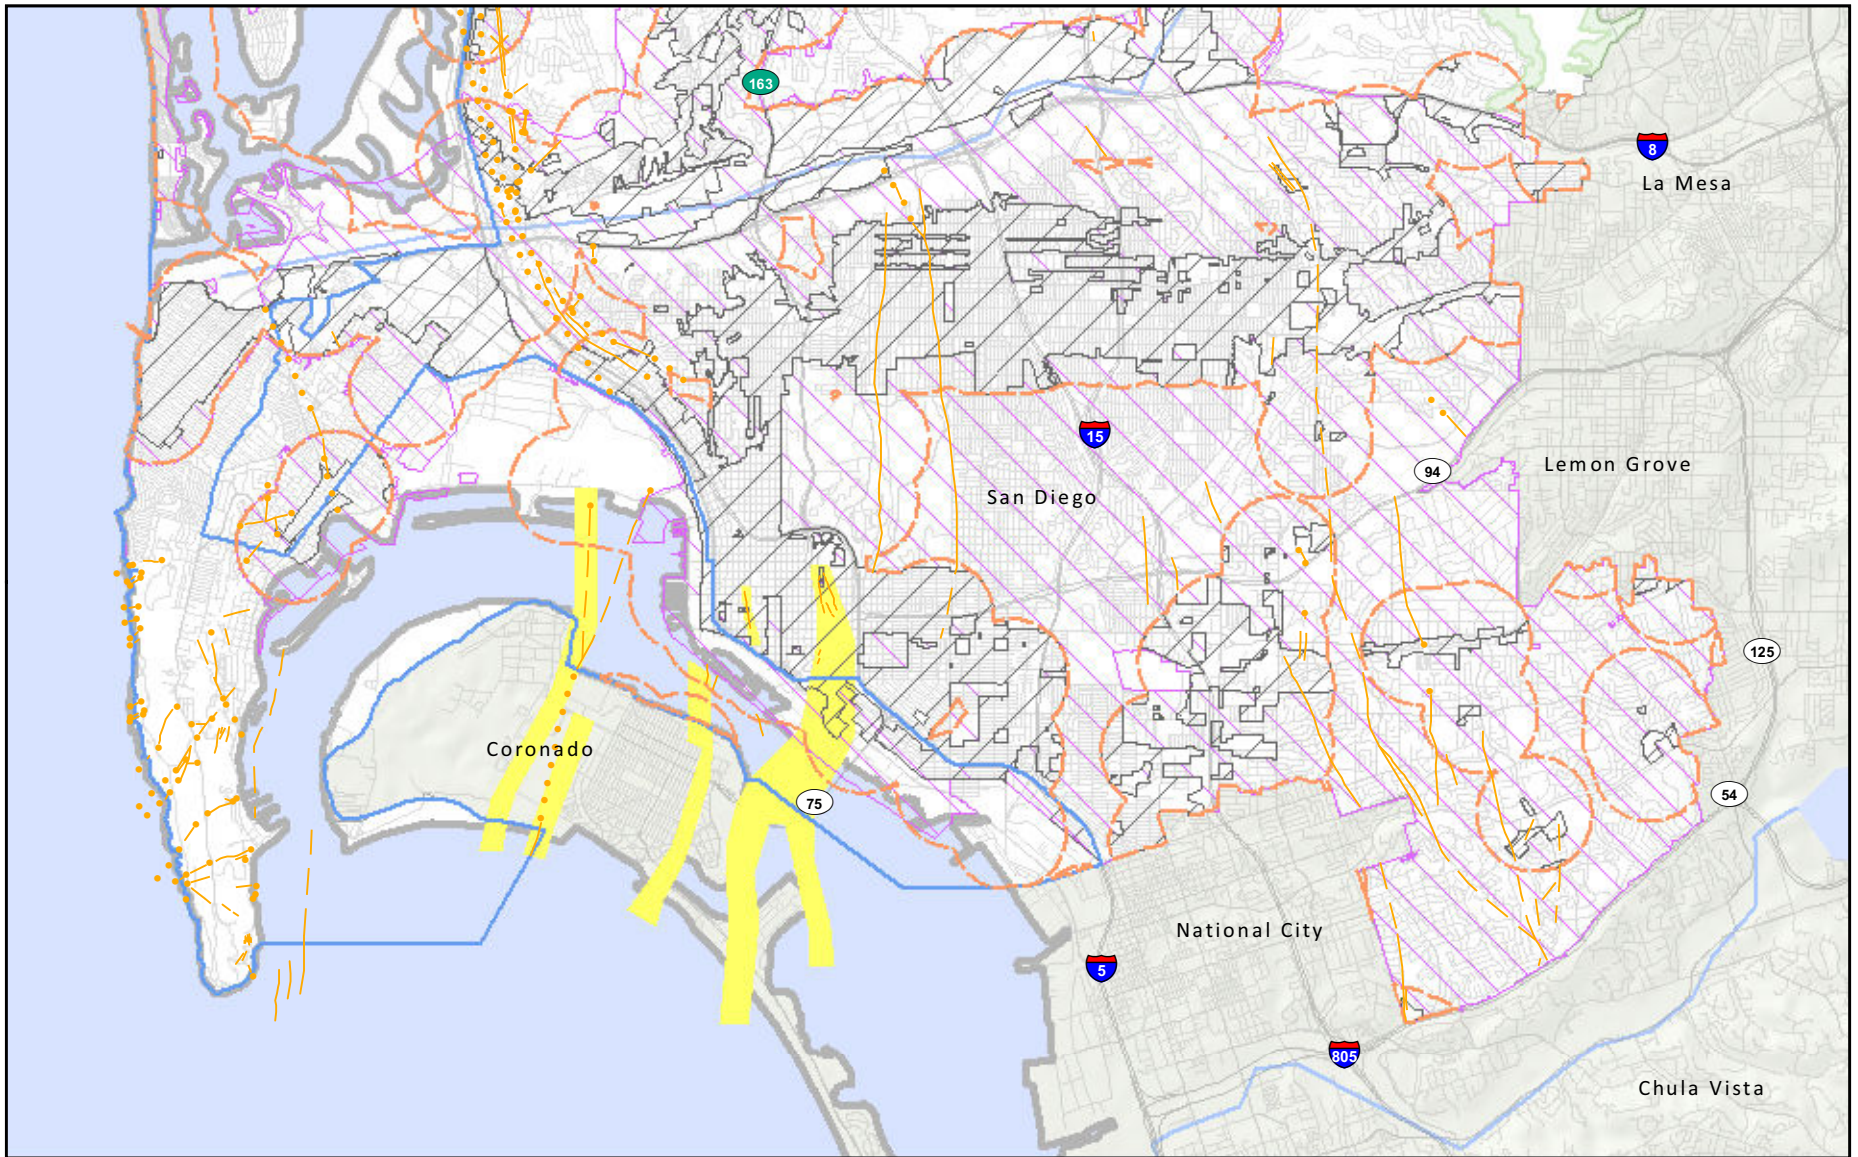 163
8
La Mesa
15
94
Lemon Grove
San Diego
125
Coronado
75
54
National City
5
805
Chula Vista